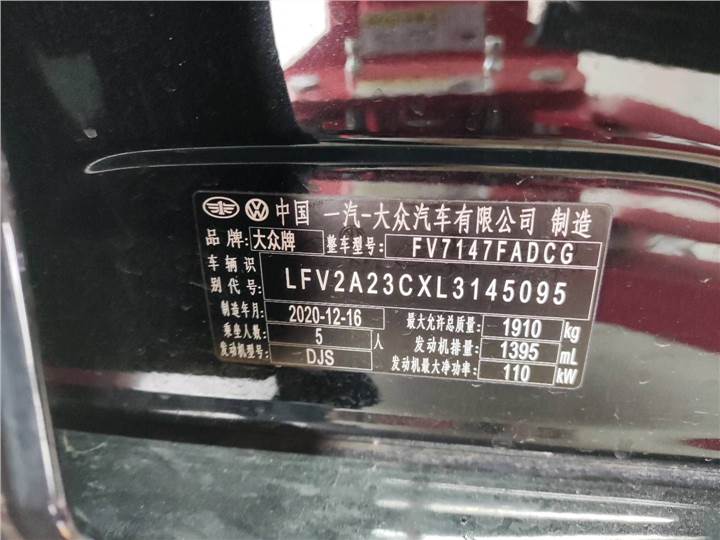 中国 一汽-大众汽车有限公司 制造
品牌: 大众牌 整车型号: FV7147FADCG
车辆识别代号: LFV2A23CXL3145095
制造年月: 2020-12-16 最大允许总质量: 1910 kg
乘坐人数: 5 人 发动机排量: 1395 mL
发动机型号: DJS 发动机最大净功率: 110 kW